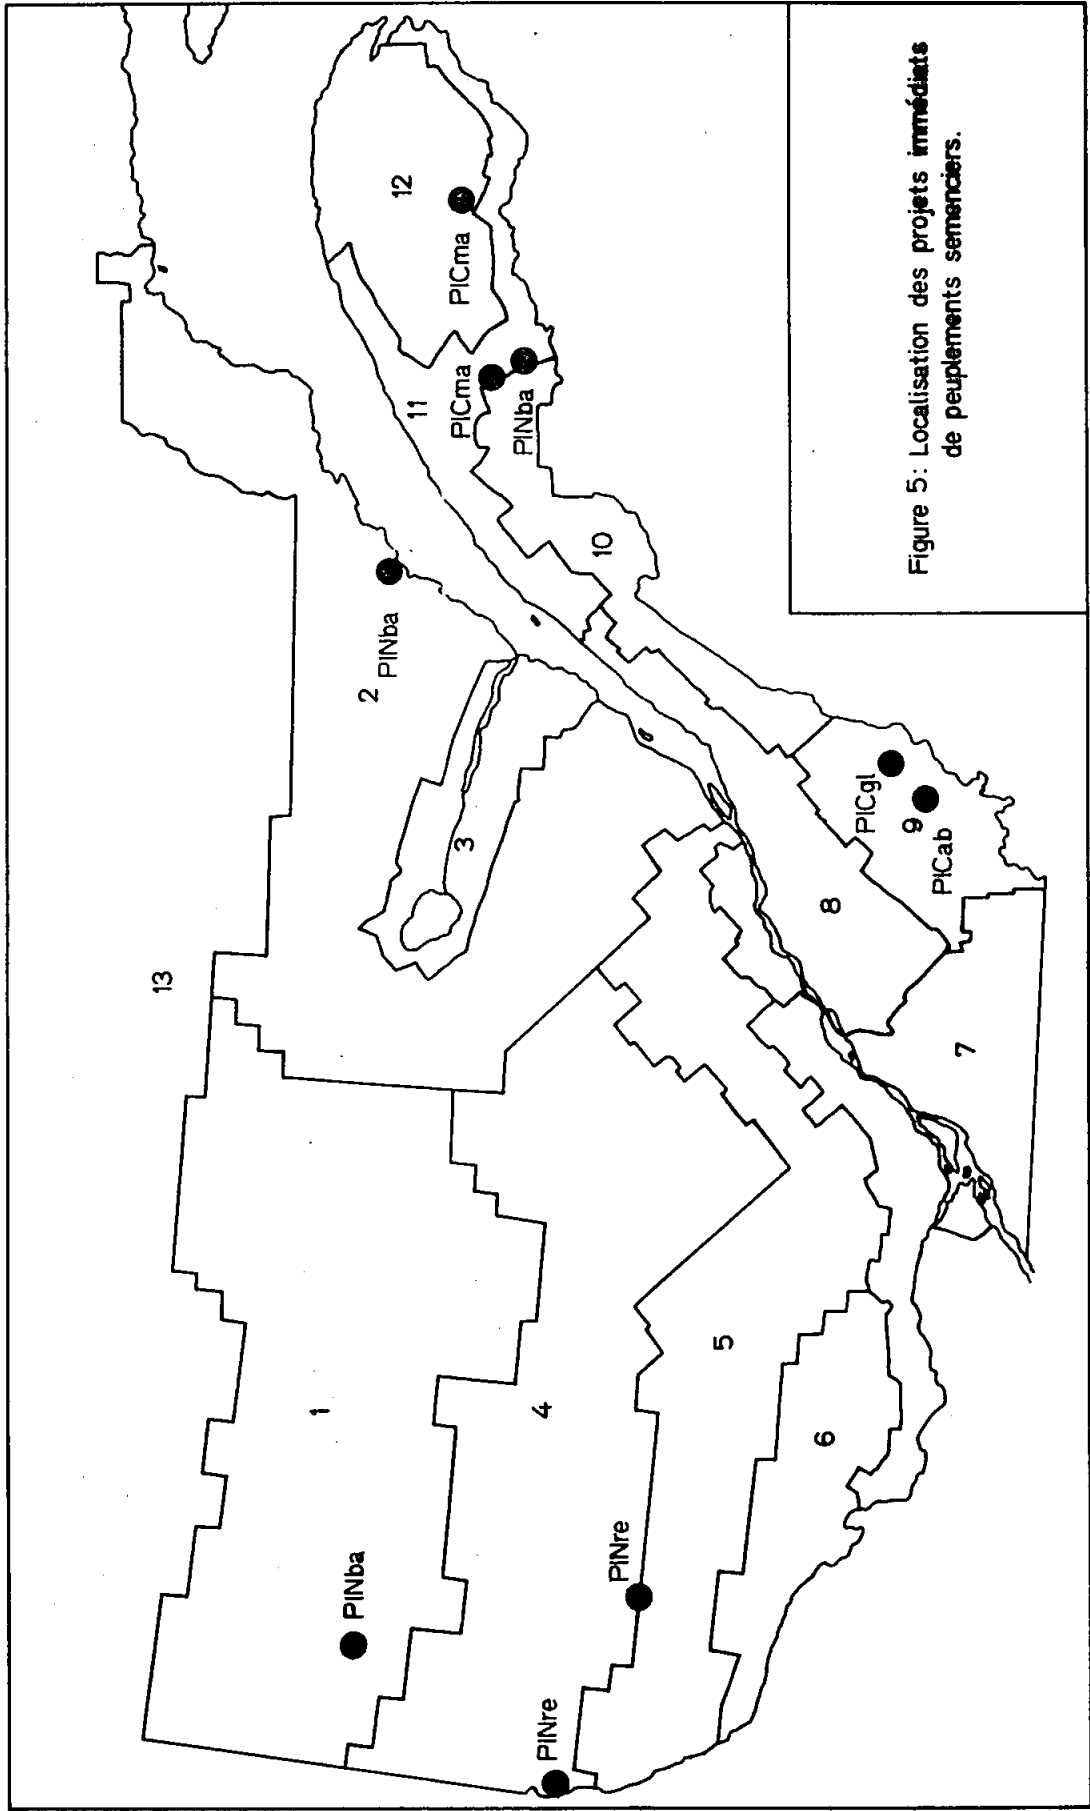 13
1
PINba
2
PINba
3
4
PINre
PINre
5
6
7
8
PICgl
9
PICab
10
11
PICma
PINba
12
PICma
Figure 5: Localisation des projets immédiats
de peuplements semenciers.